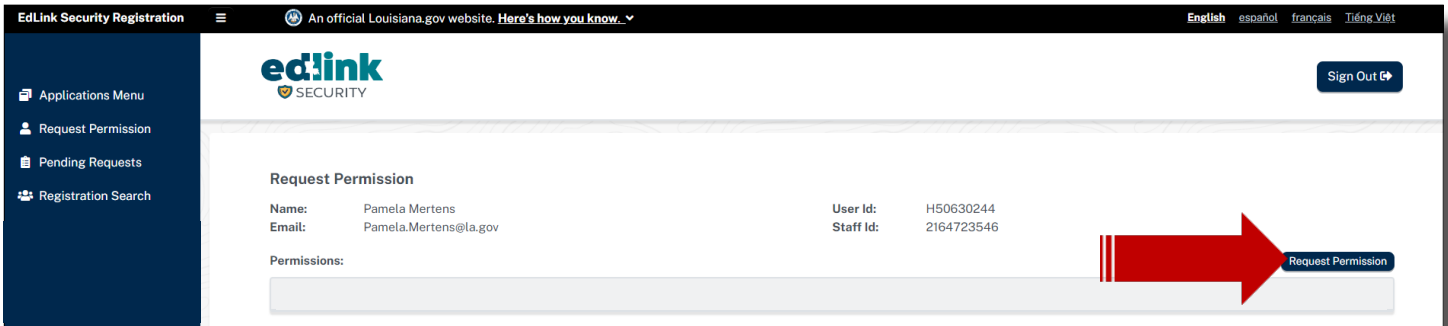 EdLink Security Registration
An official Louisiana.gov website. Here's how you know.
English español français Tiếng Việt
Applications Menu
Request Permission
Pending Requests
Registration Search
edlink
SECURITY
Sign Out
Request Permission
Name: Pamela Mertens User Id: H50630244
Email: Pamela.Mertens@la.gov Staff Id: 2164723546
Permissions: Request Permission